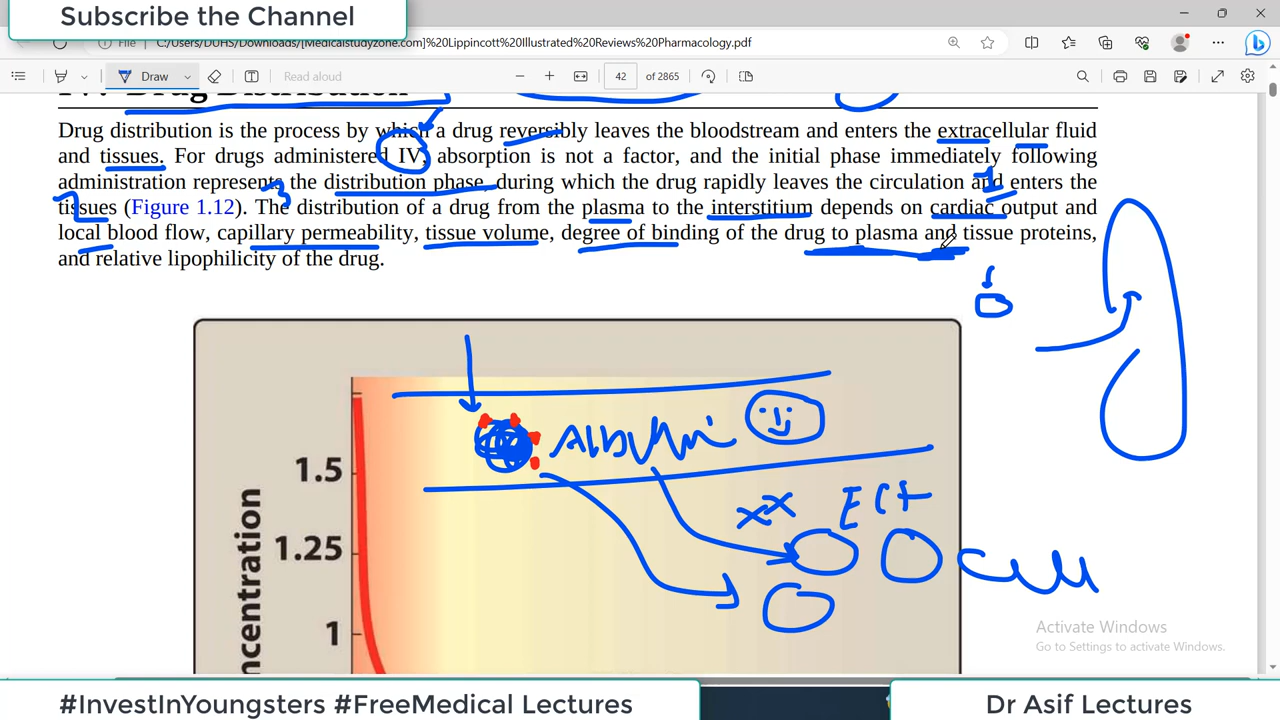 Subscribe the Channel
File
C:/Users/DUHS/Downloads/[Medicalstudyzone.com]%20Lippincott%20Illustrated%20Reviews%20Pharmacology.pdf
Draw
Read aloud
42 of 2865
Drug Distribution
Drug distribution is the process by which a drug reversibly leaves the bloodstream and enters the extracellular fluid
and tissues. For drugs administered IV, absorption is not a factor, and the initial phase immediately following
administration represents the distribution phase, during which the drug rapidly leaves the circulation and enters the
tissues (Figure 1.12). The distribution of a drug from the plasma to the interstitium depends on cardiac output and
local blood flow, capillary permeability, tissue volume, degree of binding of the drug to plasma and tissue proteins,
and relative lipophilicity of the drug.
1
2
3
Albumin
xx
ECF
Cell
1.5
1.25
1
ncentration
Activate Windows
Go to Settings to activate Windows.
#InvestInYoungsters #FreeMedical Lectures
Dr Asif Lectures